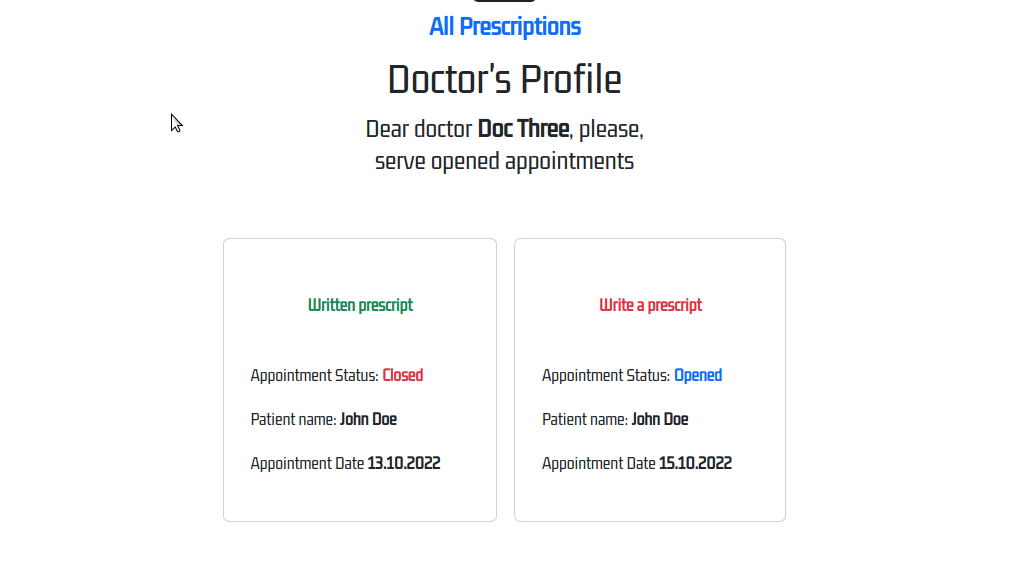 All Prescriptions
Doctor's Profile
Dear doctor Doc Three, please,
serve opened appointments
Written prescript
Appointment Status: Closed
Patient name: John Doe
Appointment Date 13.10.2022
Write a prescript
Appointment Status: Opened
Patient name: John Doe
Appointment Date 15.10.2022